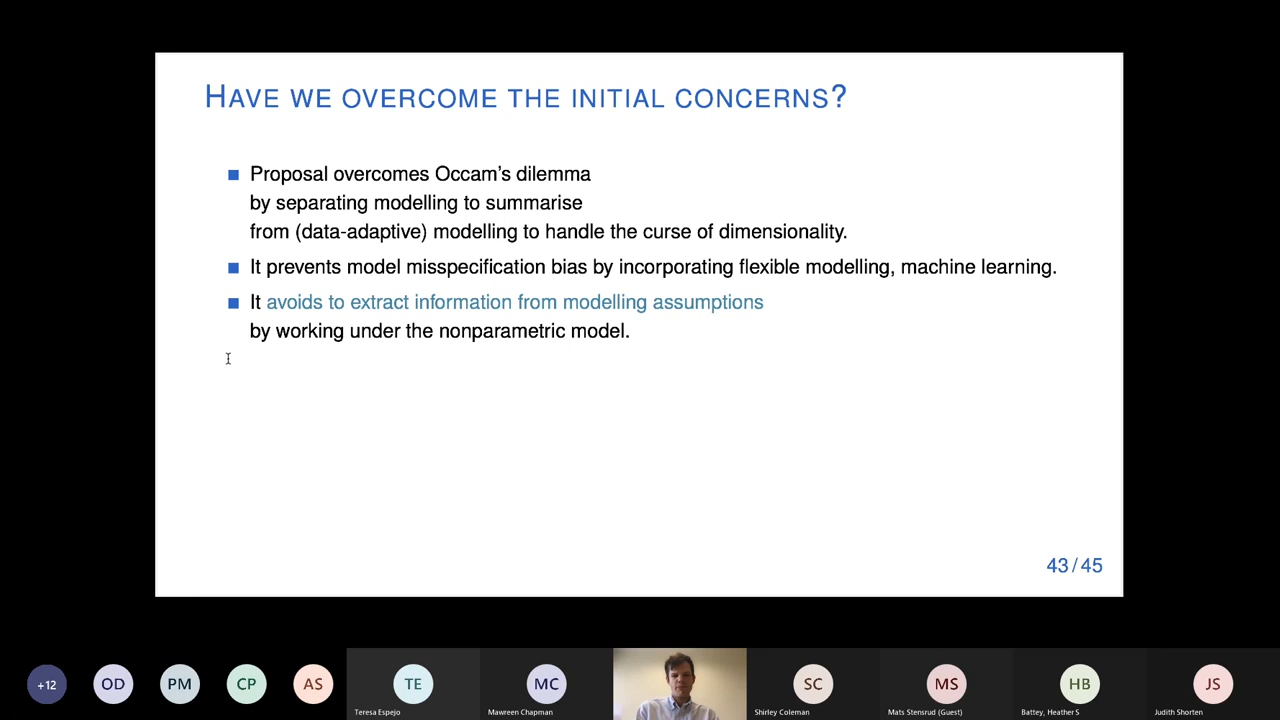 HAVE WE OVERCOME THE INITIAL CONCERNS?
Proposal overcomes Occam's dilemma
by separating modelling to summarise
from (data-adaptive) modelling to handle the curse of dimensionality.
It prevents model misspecification bias by incorporating flexible modelling, machine learning.
It avoids to extract information from modelling assumptions
by working under the nonparametric model.
43/45
+12
OD
PM
CP
AS
TE
MC
SC
MS
HB
JS
Teresa Espejo
Mawreen Chapman
Shirley Coleman
Mats Stensrud (Guest)
Battey, Heather S
Judith Shorten